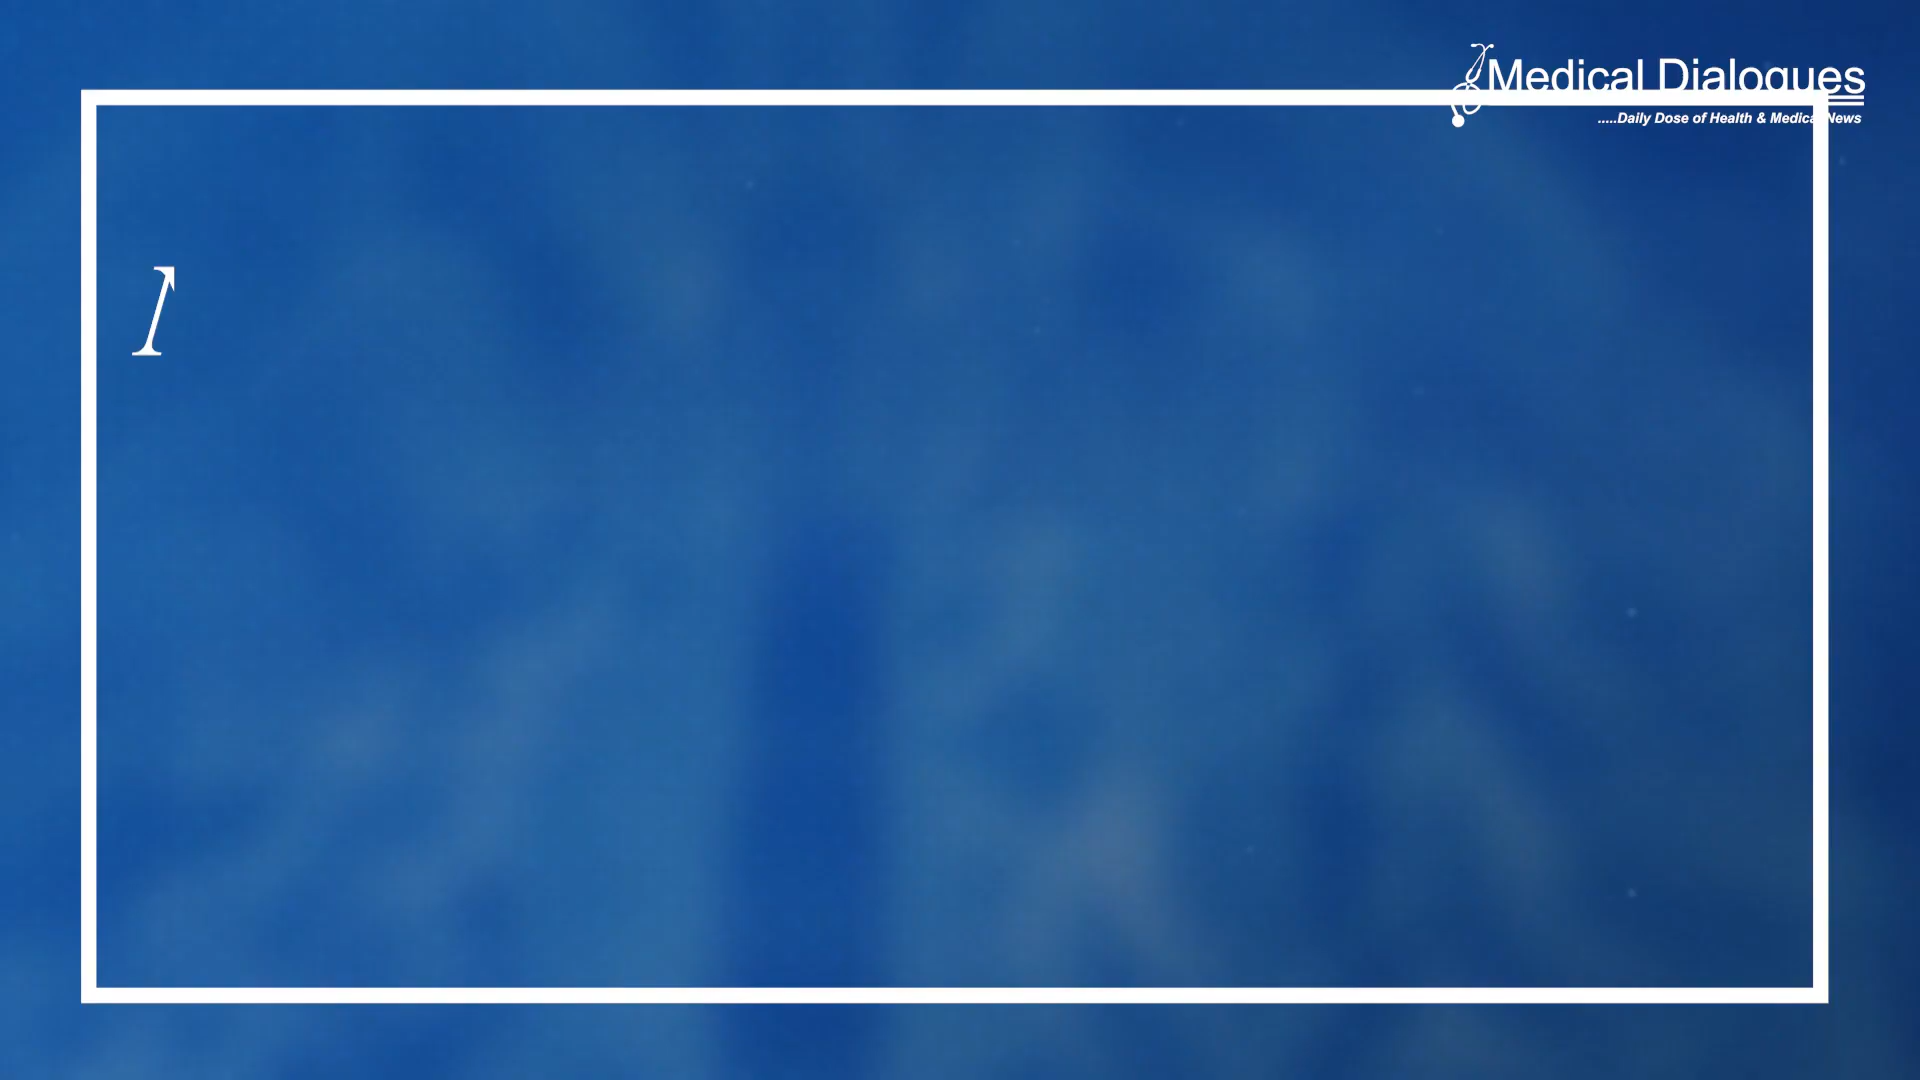 Medical Dialogues
.....Daily Dose of Health & Medical News